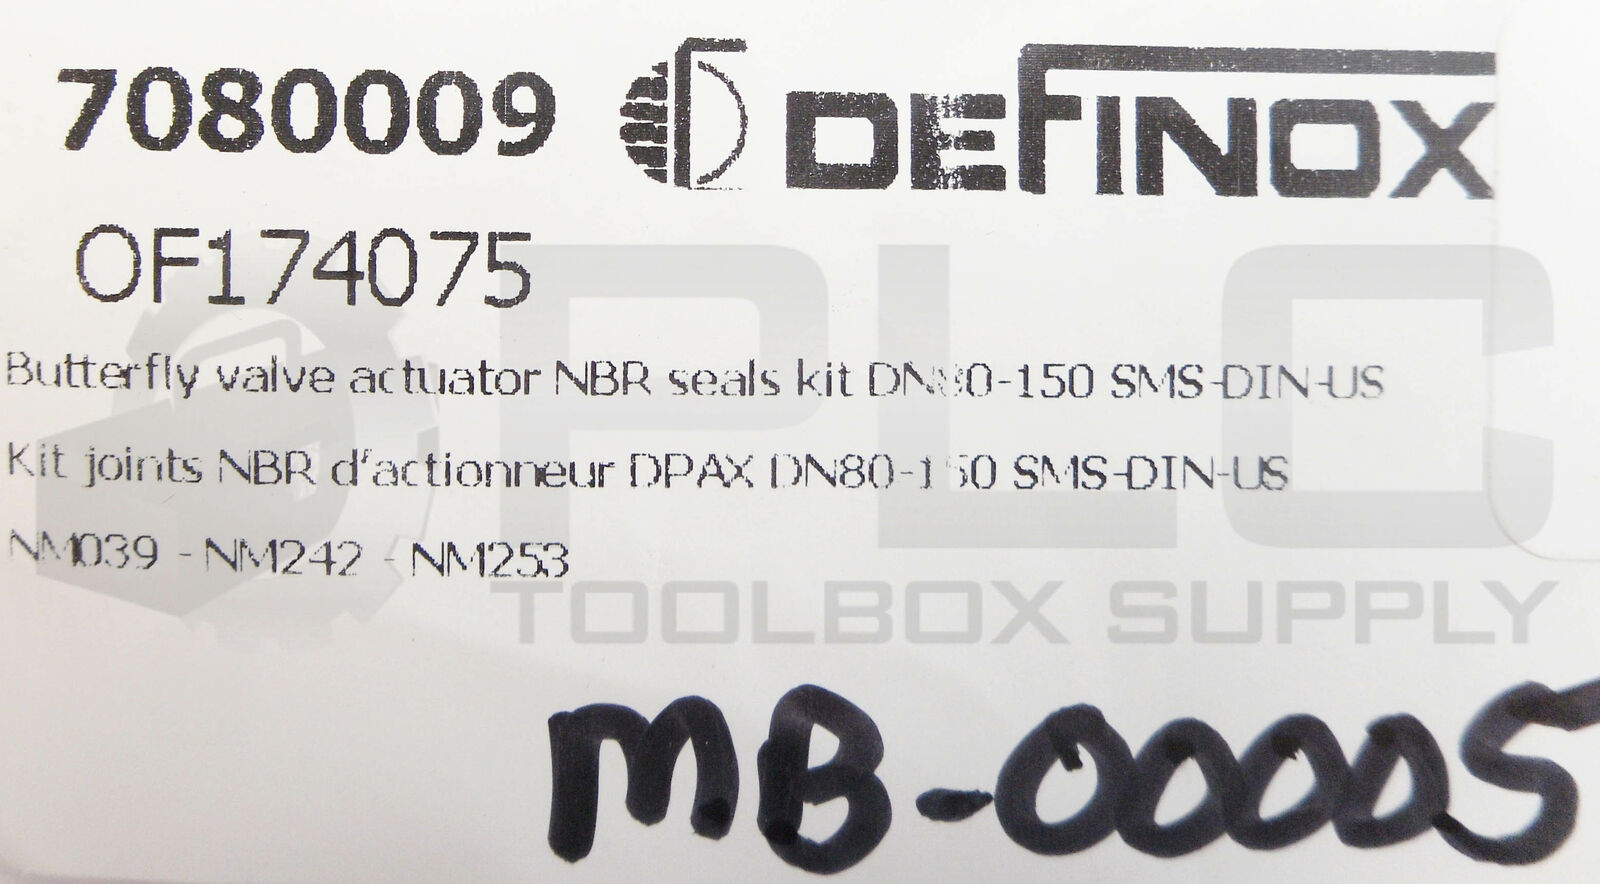 7080009 DEFINOX
OF174075
Butterfly valve actuator NBR seals kit DN80-150 SMS-DIN-US
Kit joints NBR d'actionneur DPAX DN80-150 SMS-DIN-US
NM039 - NM242 - NM253
PLC
TOOLBOX SUPPLY
MB-00005